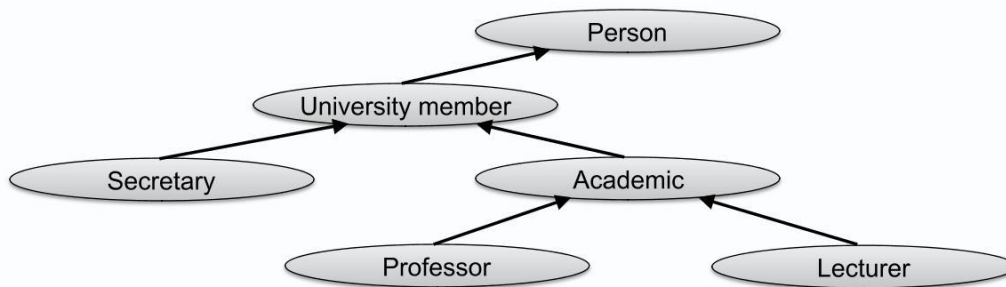 Person
University member
Secretary
Academic
Professor
Lecturer